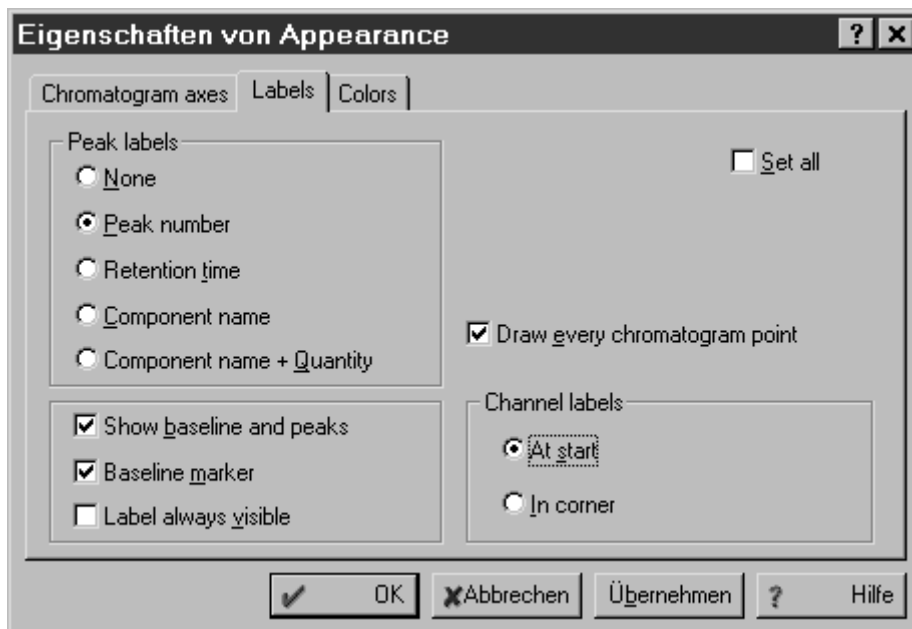 Eigenschaften von Appearance
? X
Chromatogram axes Labels Colors
Peak labels
None
Peak number
Retention time
Component name
Component name + Quantity
Set all
Draw every chromatogram point
Show baseline and peaks
Baseline marker
Label always visible
Channel labels
At start
In corner
OK Abbrechen Übernehmen ? Hilfe